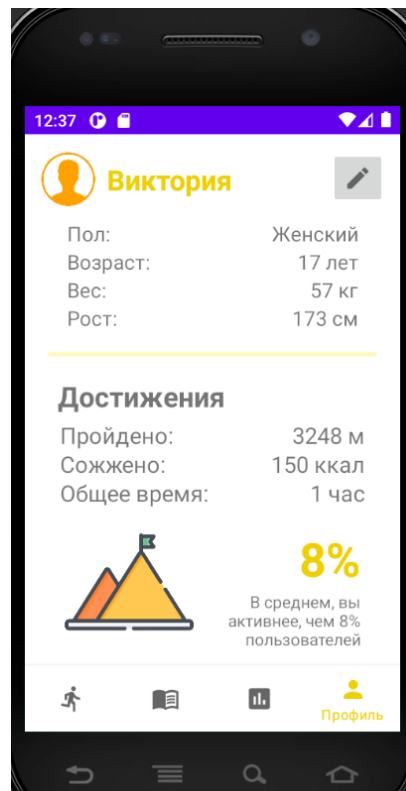 12:37
Виктория
Пол: Женский
Возраст: 17 лет
Вес: 57 кг
Рост: 173 см
Достижения
Пройдено: 3248 м
Сожжено: 150 ккал
Общее время: 1 час
8%
В среднем, вы
активнее, чем 8%
пользователей
Профиль